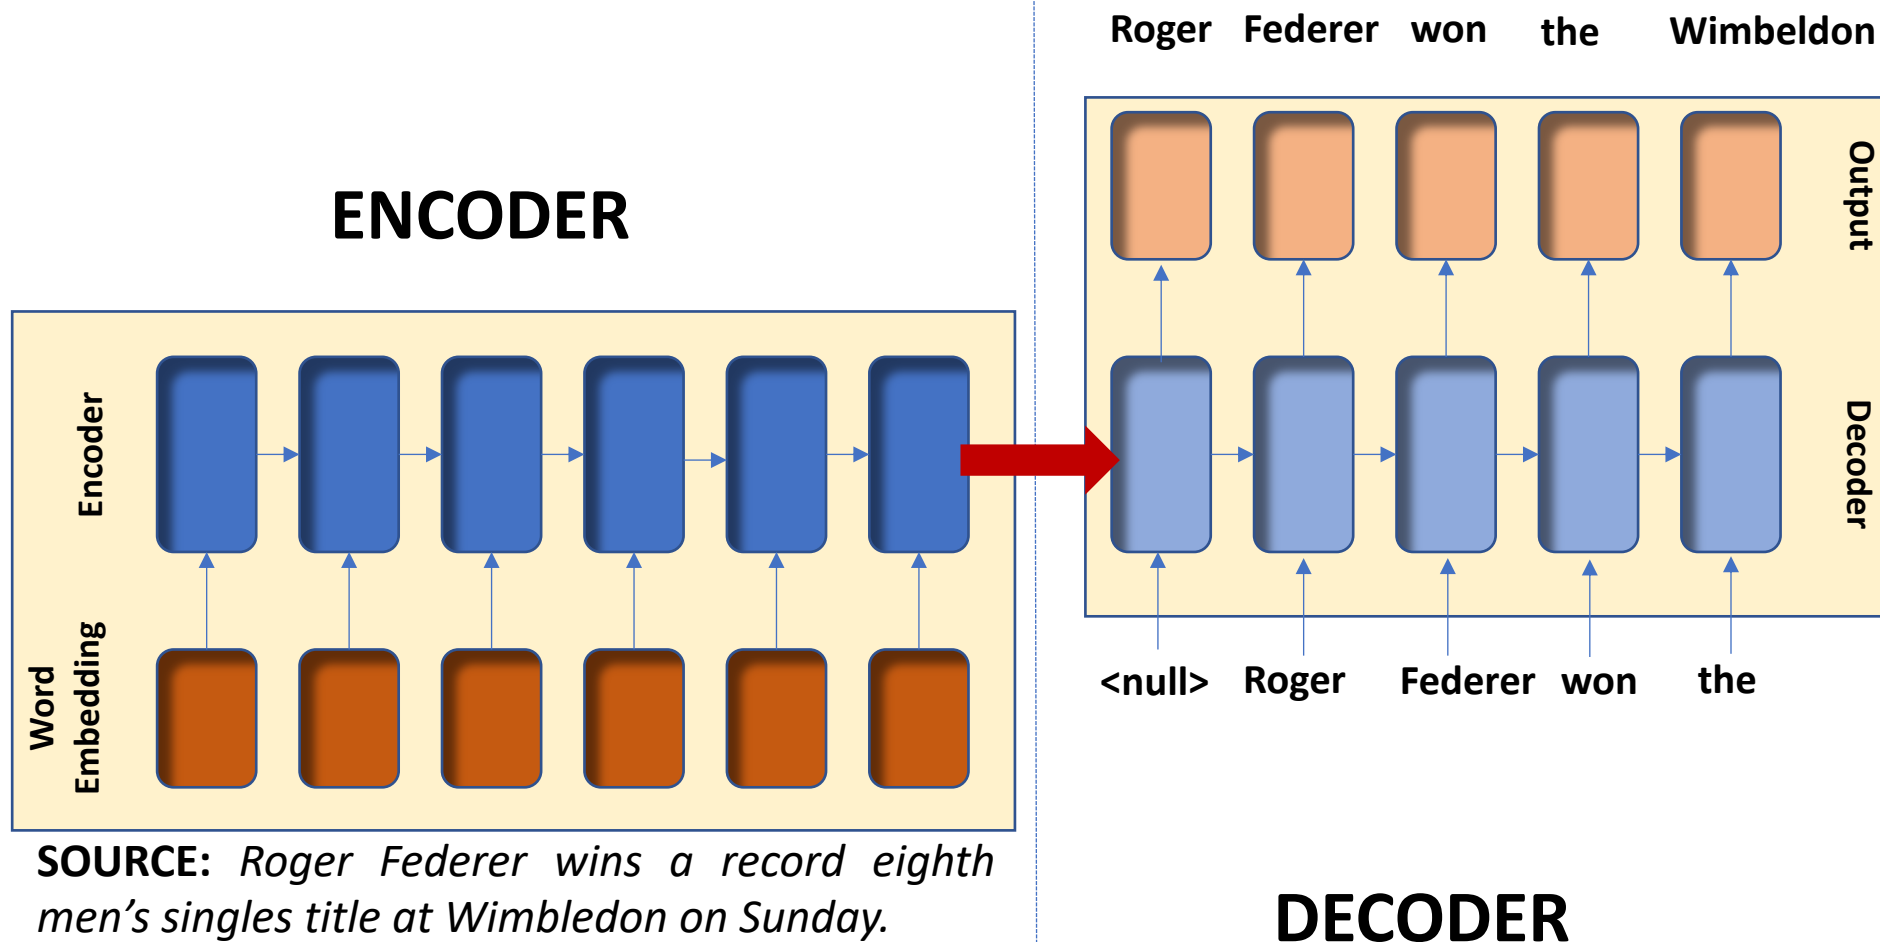 Roger Federer won the Wimbeldon
ENCODER
Output
Encoder
Decoder
Word
Embedding
<null> Roger Federer won the
SOURCE: Roger Federer wins a record eighth
men’s singles title at Wimbledon on Sunday.
DECODER